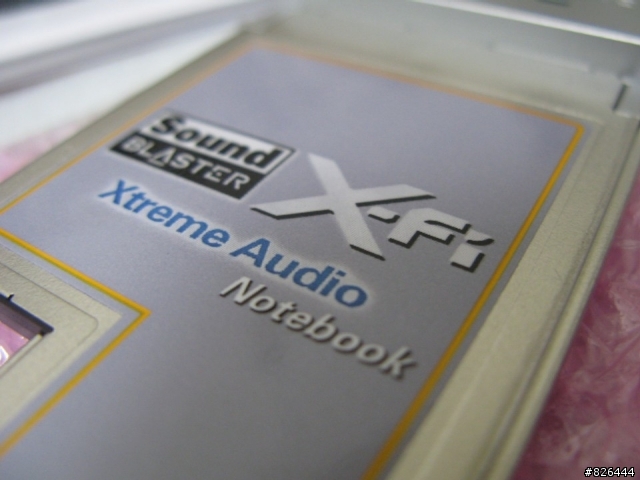 Sound
BLASTER
X-Fi
Xtreme Audio
Notebook
#826444